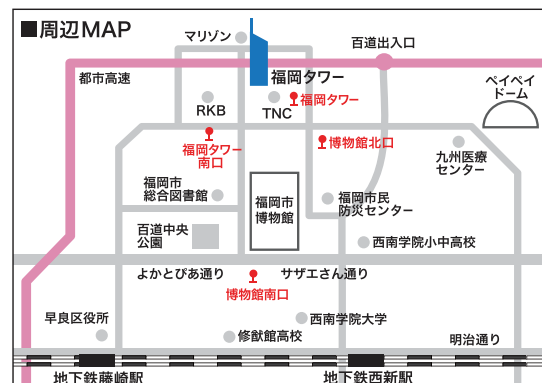 ■周辺MAP
マリゾン
百道出入口
都市高速
福岡タワー
ペイペイ
ドーム
RKB
TNC
福岡タワー
福岡タワー
南口
博物館北口
九州医療
センター
福岡市
総合図書館
福岡市
博物館
福岡市民
防災センター
百道中央
公園
西南学院小中高校
よかとぴあ通り
サザエさん通り
博物館南口
早良区役所
西南学院大学
修猷館高校
明治通り
地下鉄藤崎駅
地下鉄西新駅